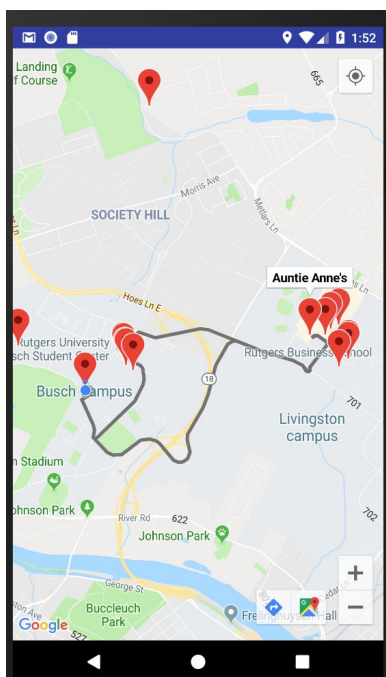 1:52
Landing
f Course
665
Morris Ave
SOCIETY HILL
Metlars Ln
Hoes Ln E
Auntie Anne's
Rutgers University
sch Student Center
Rutgers Business School
Busch Campus
18
701
Livingston
campus
m Stadium
702
ohnson Park
River Rd
622
Johnson Park
George St
Buccleuch
Park
Frelinghuysen Hall
527
Google